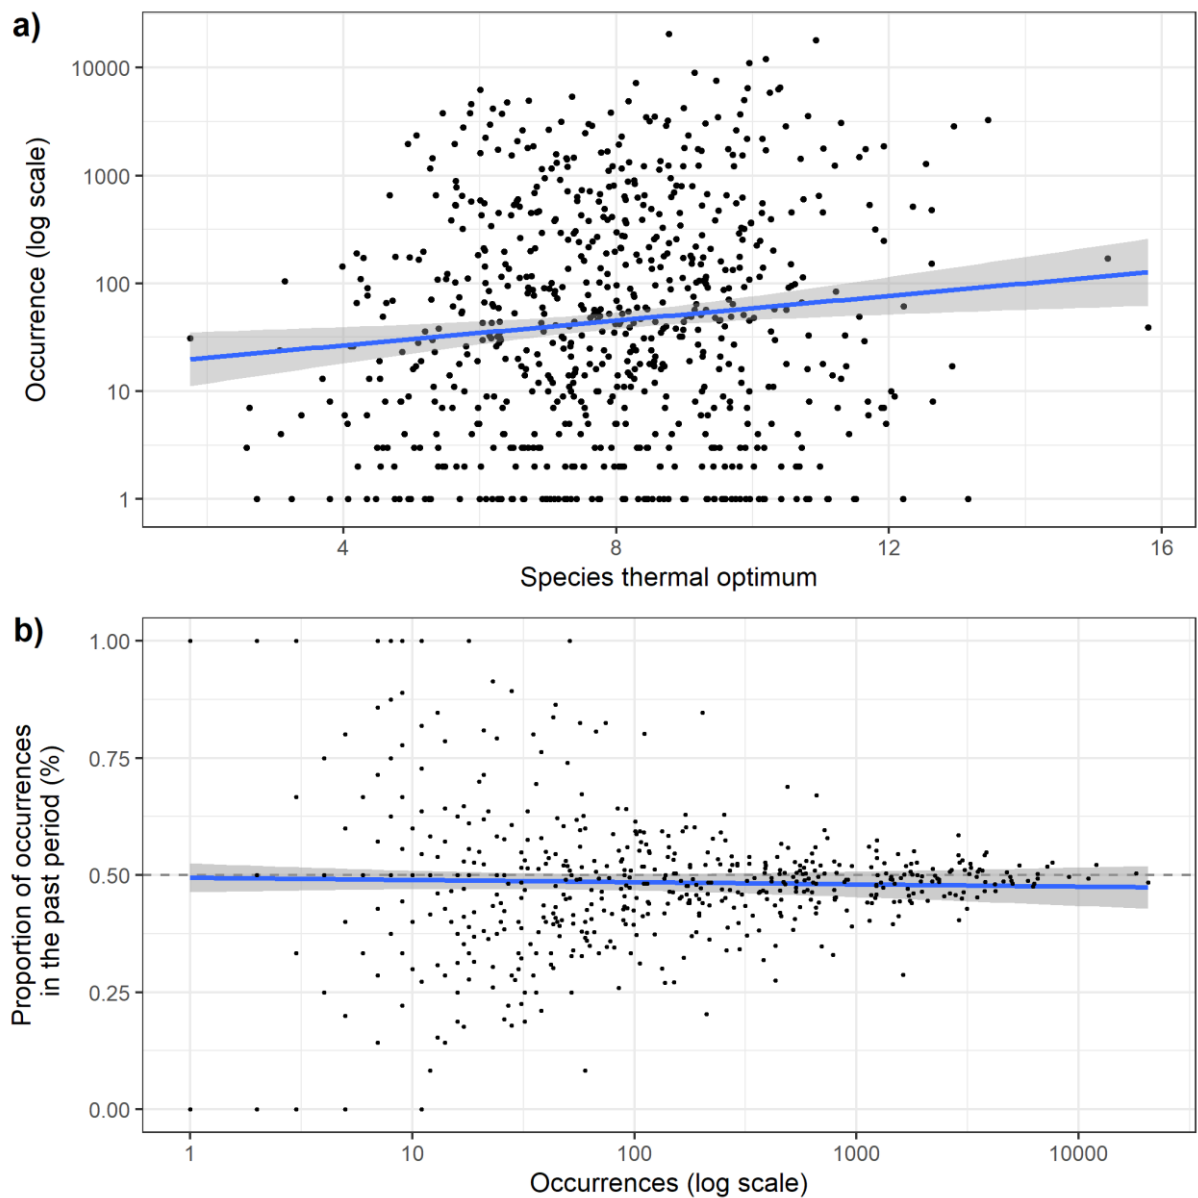 a)
10000
1000
100
10
1
Occurrence (log scale)
4 8 12 16
Species thermal optimum
b)
1.00
0.75
0.50
0.25
0.00
Proportion of occurrences
in the past period (%)
1 10 100 1000 10000
Occurrences (log scale)